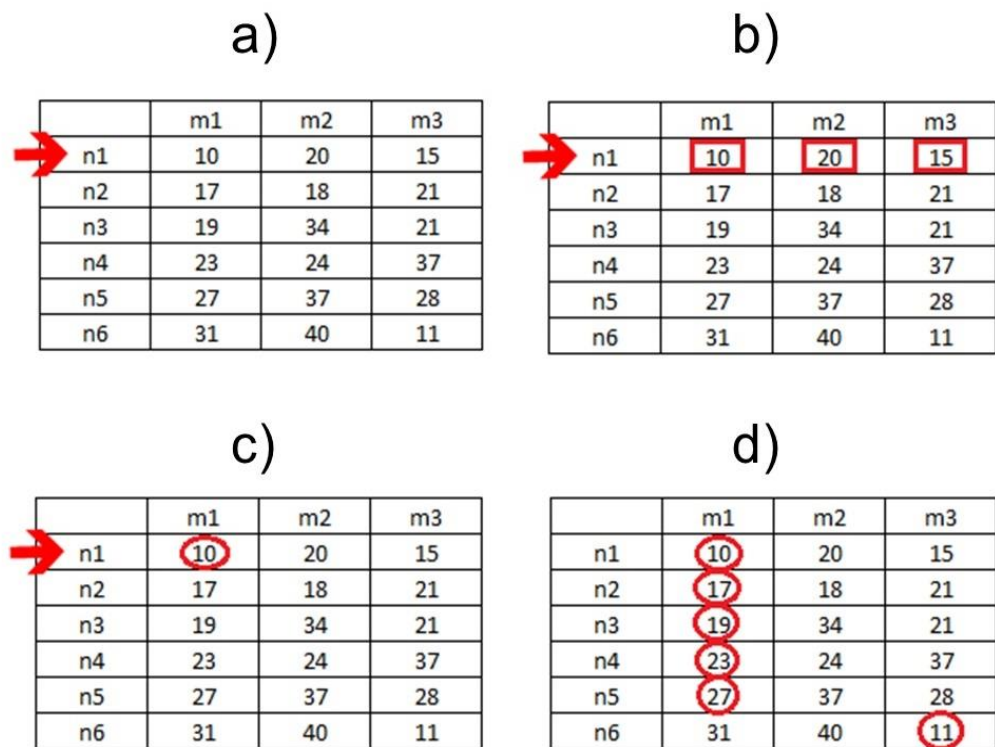 a)
m1 m2 m3
n1 10 20 15
n2 17 18 21
n3 19 34 21
n4 23 24 37
n5 27 37 28
n6 31 40 11
b)
m1 m2 m3
n1 10 20 15
n2 17 18 21
n3 19 34 21
n4 23 24 37
n5 27 37 28
n6 31 40 11
c)
m1 m2 m3
n1 10 20 15
n2 17 18 21
n3 19 34 21
n4 23 24 37
n5 27 37 28
n6 31 40 11
d)
m1 m2 m3
n1 10 20 15
n2 17 18 21
n3 19 34 21
n4 23 24 37
n5 27 37 28
n6 31 40 11